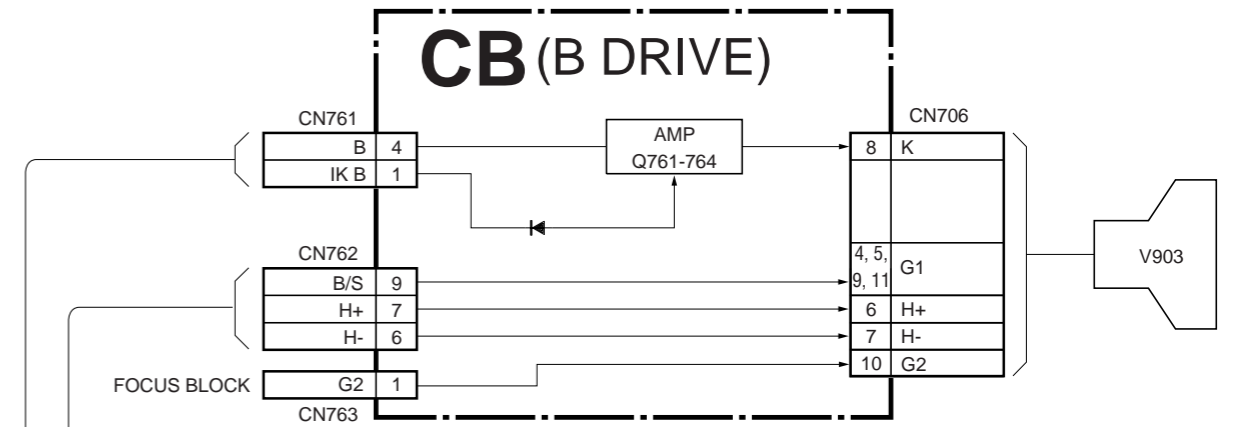 CB (B DRIVE)
CN761
B 4
IK B 1
AMP
Q761-764
CN706
8 K
4, 5,
9, 11 G1
6 H+
7 H-
10 G2
V903
CN762
B/S 9
H+ 7
H- 6
FOCUS BLOCK G2 1
CN763